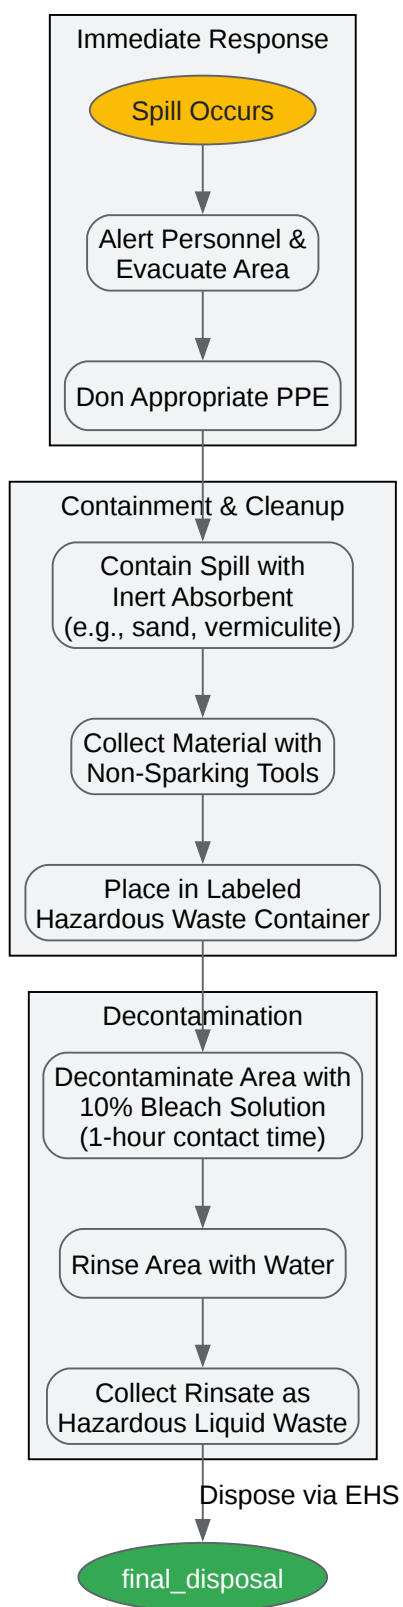 Immediate Response
Spill Occurs
Alert Personnel &
Evacuate Area
Don Appropriate PPE
Containment & Cleanup
Contain Spill with
Inert Absorbent
(e.g., sand, vermiculite)
Collect Material with
Non-Sparking Tools
Place in Labeled
Hazardous Waste Container
Decontamination
Decontaminate Area with
10% Bleach Solution
(1-hour contact time)
Rinse Area with Water
Collect Rinsate as
Hazardous Liquid Waste
Dispose via EHS
final_disposal